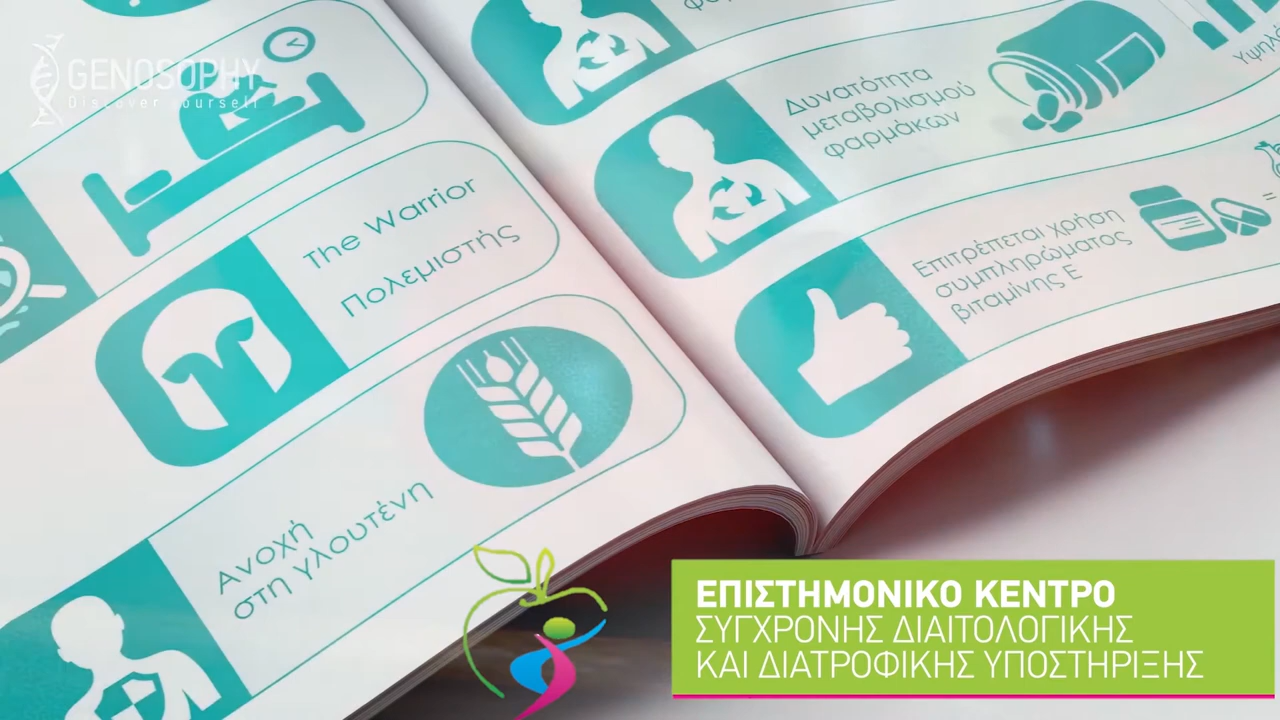 GENOSOPHY
Discover yourself
The Warrior
Πολεμιστής
Ανοχή
στη γλουτένη
Δυνατότητα
μεταβολισμού
φαρμάκων
Επιτρέπεται χρήση
συμπληρώματος
βιταμίνης Ε
=
ΕΠΙΣΤΗΜΟΝΙΚΟ ΚΕΝΤΡΟ
ΣΥΓΧΡΟΝΗΣ ΔΙΑΙΤΟΛΟΓΙΚΗΣ
ΚΑΙ ΔΙΑΤΡΟΦΙΚΗΣ ΥΠΟΣΤΗΡΙΞΗΣ